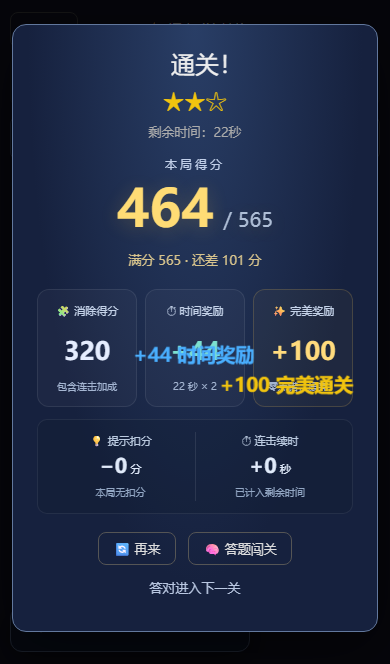 通关!
★★☆
剩余时间：22秒
本局得分
464 / 565
满分 565 · 还差 101 分
🧩 消除得分
320
包含连击加成
⏱ 时间奖励
+44
22 秒 × 2
✨ 完美奖励
+100
+44 时间奖励
+100 完美通关
💡 提示扣分
−0 分
本局无扣分
⏱ 连击续时
+0 秒
已计入剩余时间
🔄 再来
🧠 答题闯关
答对进入下一关